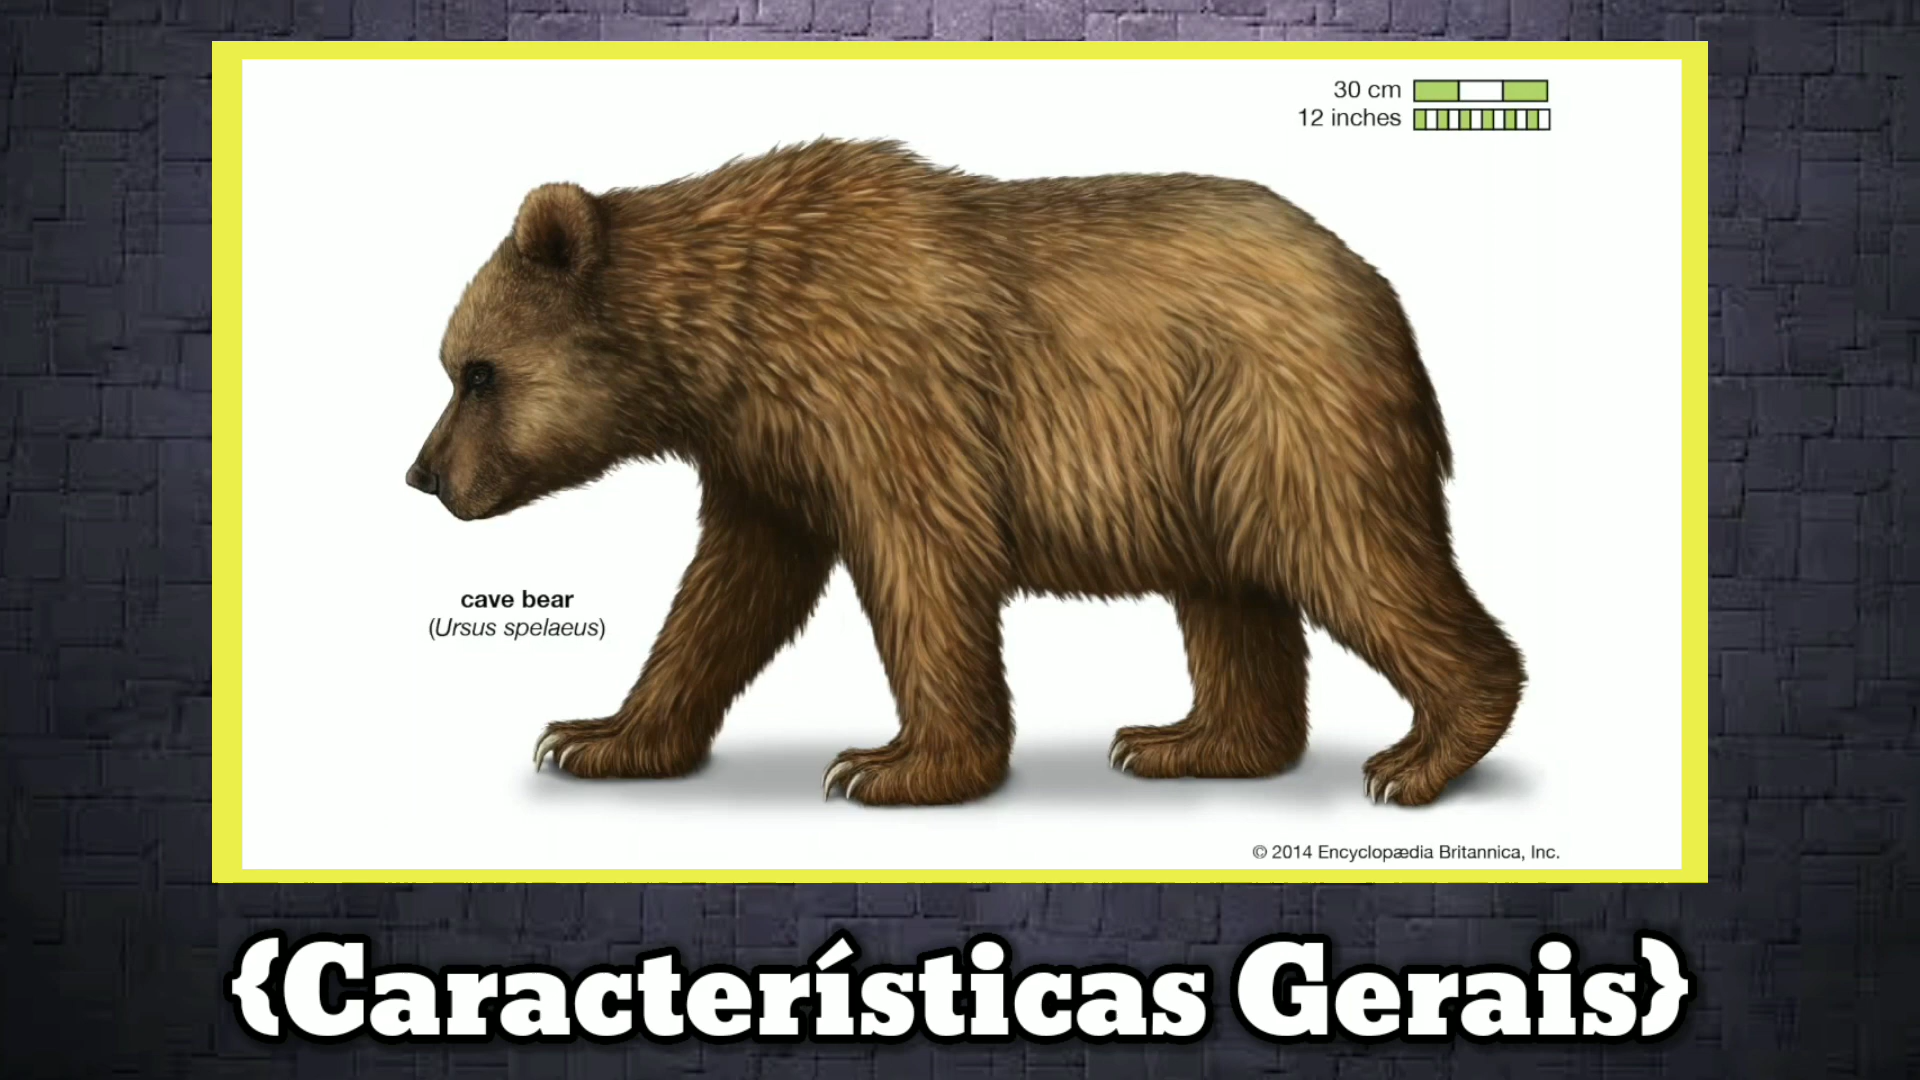 30 cm
12 inches
cave bear
(Ursus spelaeus)
© 2014 Encyclopædia Britannica, Inc.
{Características Gerais}